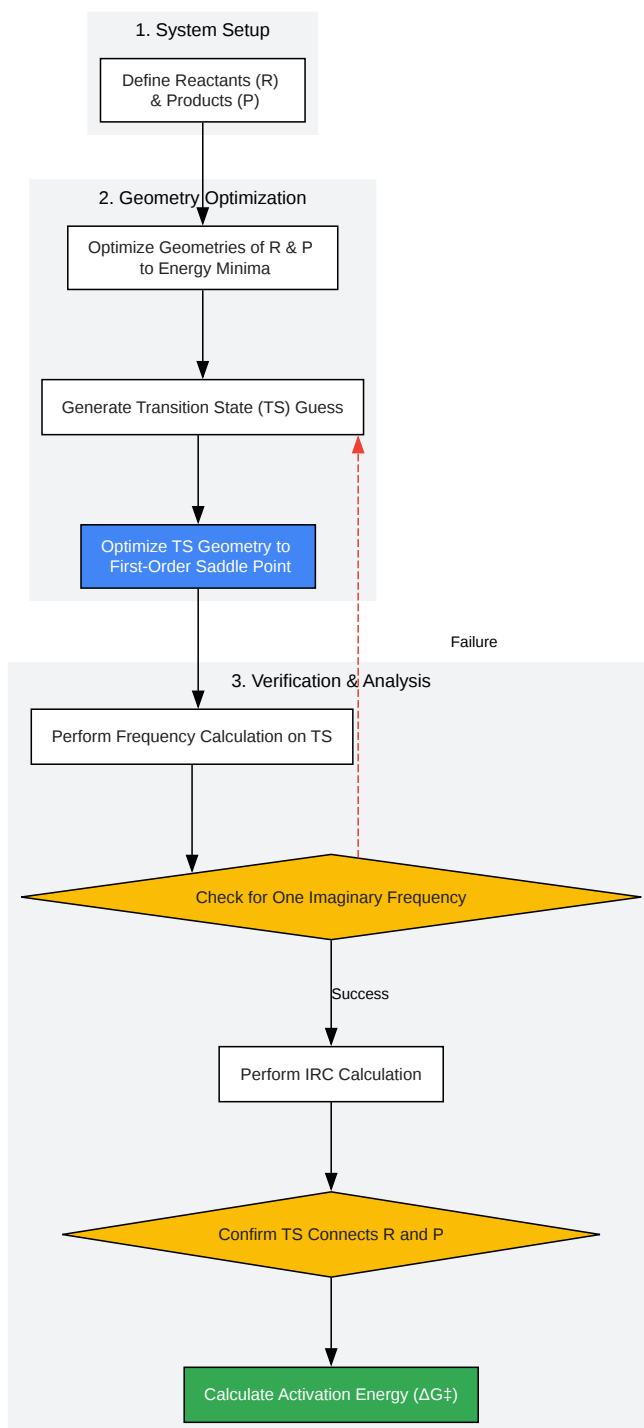 1. System Setup
Define Reactants (R)
& Products (P)
2. Geometry Optimization
Optimize Geometries of R & P
to Energy Minima
Generate Transition State (TS) Guess
Optimize TS Geometry to
First-Order Saddle Point
Failure
3. Verification & Analysis
Perform Frequency Calculation on TS
Check for One Imaginary Frequency
Success
Perform IRC Calculation
Confirm TS Connects R and P
Calculate Activation Energy (ΔG‡)